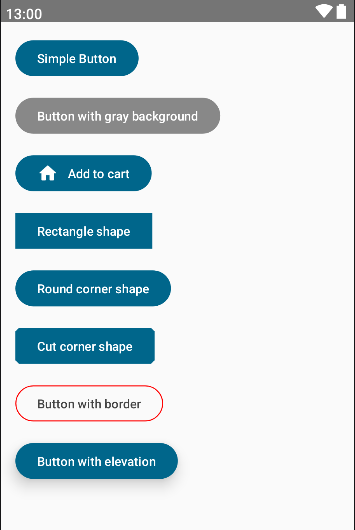 13:00
Simple Button
Button with gray background
Add to cart
Rectangle shape
Round corner shape
Cut corner shape
Button with border
Button with elevation